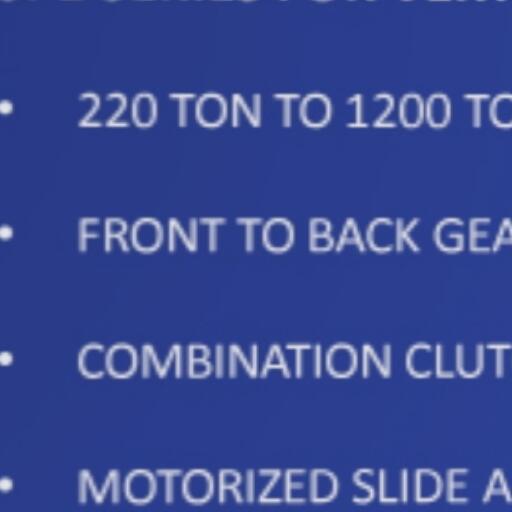 • 220 TON TO 1200 TO
• FRONT TO BACK GEA
• COMBINATION CLUT
• MOTORIZED SLIDE A